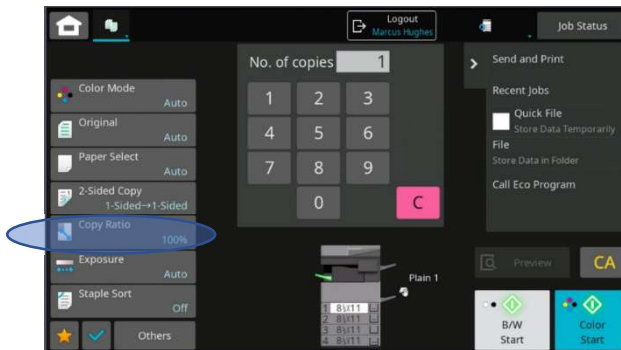 Logout
Marcus Hughes
Job Status
No. of copies 1
Send and Print
Recent Jobs
Quick File
Store Data Temporarily
File
Store Data in Folder
Call Eco Program
Color Mode
Auto
Original
Auto
Paper Select
Auto
2-Sided Copy
1-Sided→1-Sided
Copy Ratio
100%
Exposure
Auto
Staple Sort
Off
Others
1 2 3
4 5 6
7 8 9
0 C
Plain 1
1 8½x11
2 8½x11
3 8½x11
4 8½x11
Preview
CA
B/W
Start
Color
Start